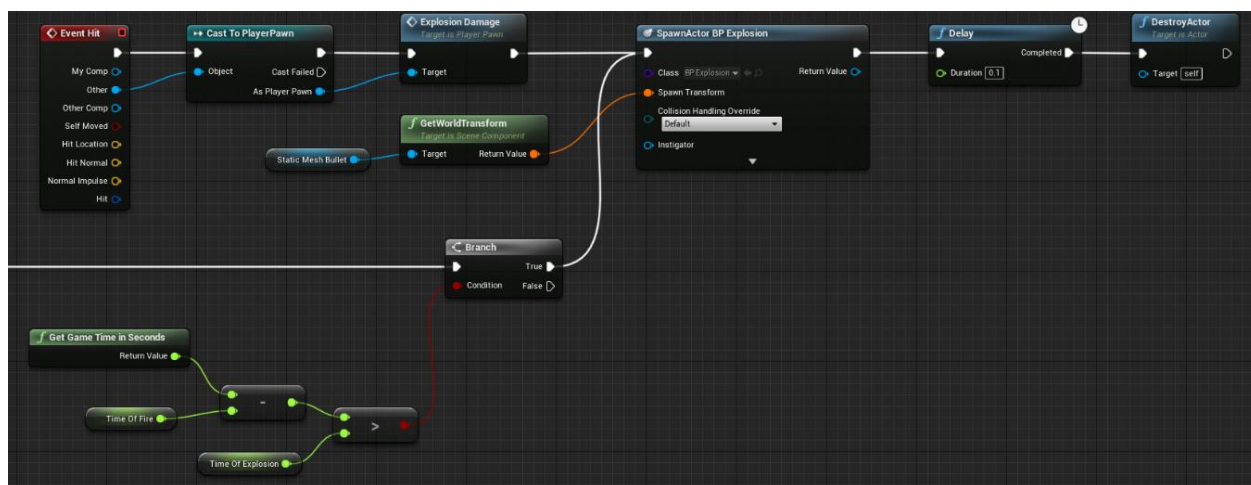 Event Hit
My Comp
Other
Other Comp
Self Moved
Hit Location
Hit Normal
Normal Impulse
Hit
Cast To PlayerPawn
Object
Cast Failed
As Player Pawn
Explosion Damage
Target is Player Pawn
Target
Static Mesh Bullet
GetWorldTransform
Target is Scene Component
Target
Return Value
SpawnActor BP Explosion
Class
BP Explosion
Return Value
Spawn Transform
Collision Handling Override
Default
Instigator
Delay
Completed
Duration 0.1
DestroyActor
Target is Actor
Target self
Branch
True
Condition
False
Get Game Time in Seconds
Return Value
Time Of Fire
-
>
Time Of Explosion